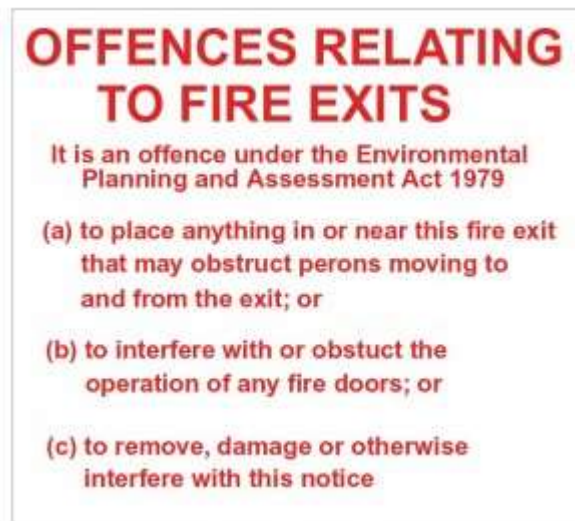 OFFENCES RELATING
TO FIRE EXITS
It is an offence under the Environmental
Planning and Assessment Act 1979
(a) to place anything in or near this fire exit
that may obstruct perons moving to
and from the exit; or
(b) to interfere with or obstuct the
operation of any fire doors; or
(c) to remove, damage or otherwise
interfere with this notice